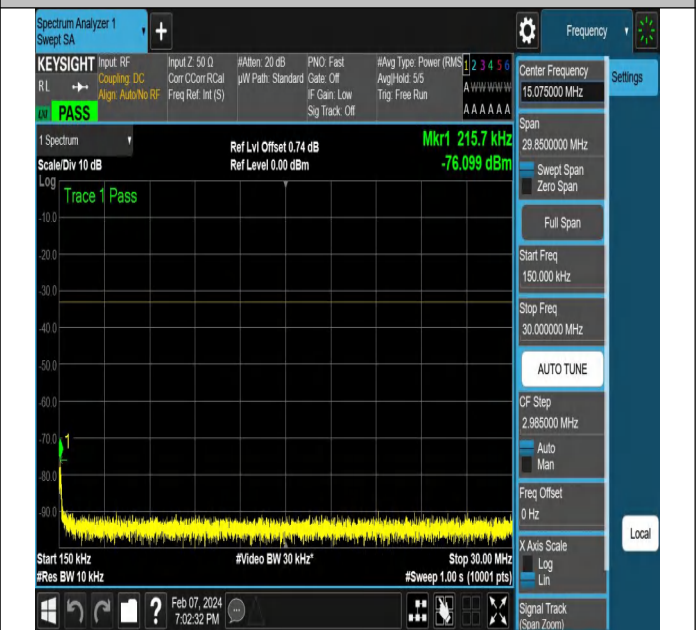 Spectrum Analyzer 1
Swept SA
+
Frequency
KEYSIGHT
RL
Input: RF
Coupling: DC
Align: Auto/No RF
Input Z: 50 Ω
Corr CCorr RCal
Freq Ref: Int (S)
#Atten: 20 dB
µW Path: Standard
PNO: Fast
Gate: Off
IF Gain: Low
Sig Track: Off
#Avg Type: Power (RMS
Avg|Hold: 5/5
Trig: Free Run
1 2 3 4 5 6
A W W W W W
A A A A A A
PASS
1 Spectrum
Scale/Div 10 dB
Ref Lvl Offset 0.74 dB
Ref Level 0.00 dBm
Mkr1 215.7 kHz
-76.099 dBm
Log
Trace 1 Pass
-10.0
-20.0
-30.0
-40.0
-50.0
-60.0
-70.0
1
-80.0
-90.0
Start 150 kHz
#Res BW 10 kHz
#Video BW 30 kHz*
Stop 30.00 MHz
#Sweep 1.00 s (10001 pts)
?
Feb 07, 2024
7:02:32 PM
Center Frequency
15.075000 MHz
Span
29.8500000 MHz
Swept Span
Zero Span
Full Span
Start Freq
150.000 kHz
Stop Freq
30.000000 MHz
AUTO TUNE
CF Step
2.985000 MHz
Auto
Man
Freq Offset
0 Hz
X Axis Scale
Log
Lin
Signal Track
(Span Zoom)
Settings
Local